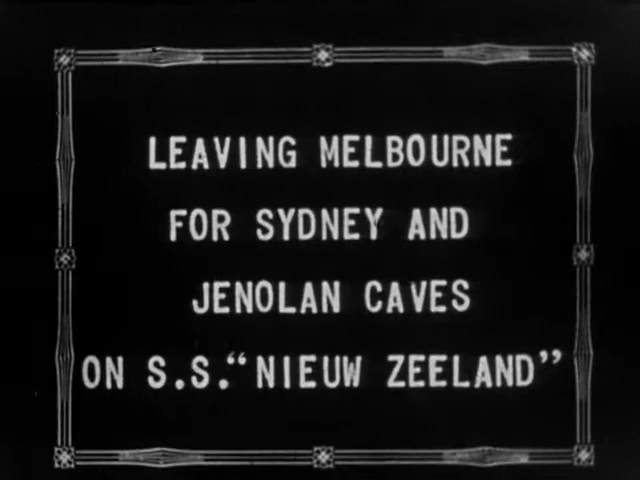 LEAVING MELBOURNE
FOR SYDNEY AND
JENOLAN CAVES
ON S.S. “NIEUW ZEELAND”